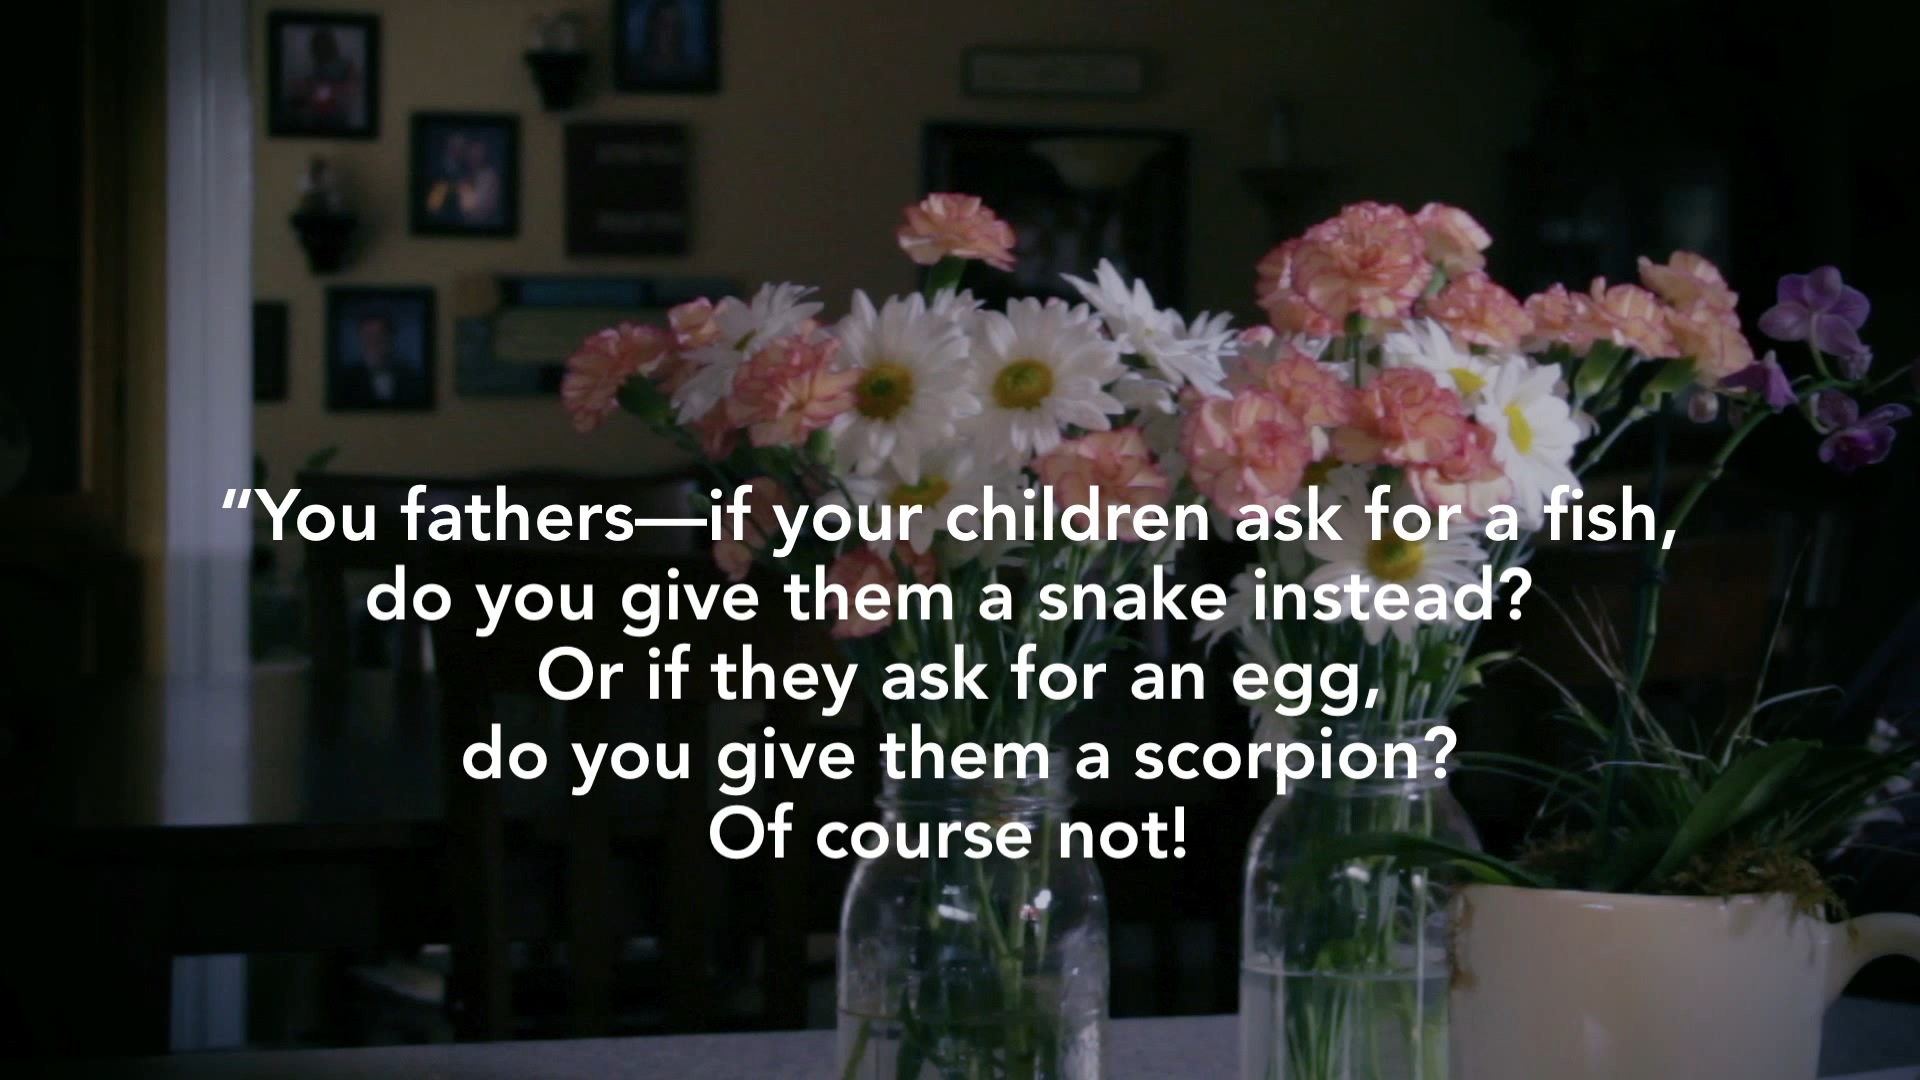 “You fathers—if your children ask for a fish,
do you give them a snake instead?
Or if they ask for an egg,
do you give them a scorpion?
Of course not!